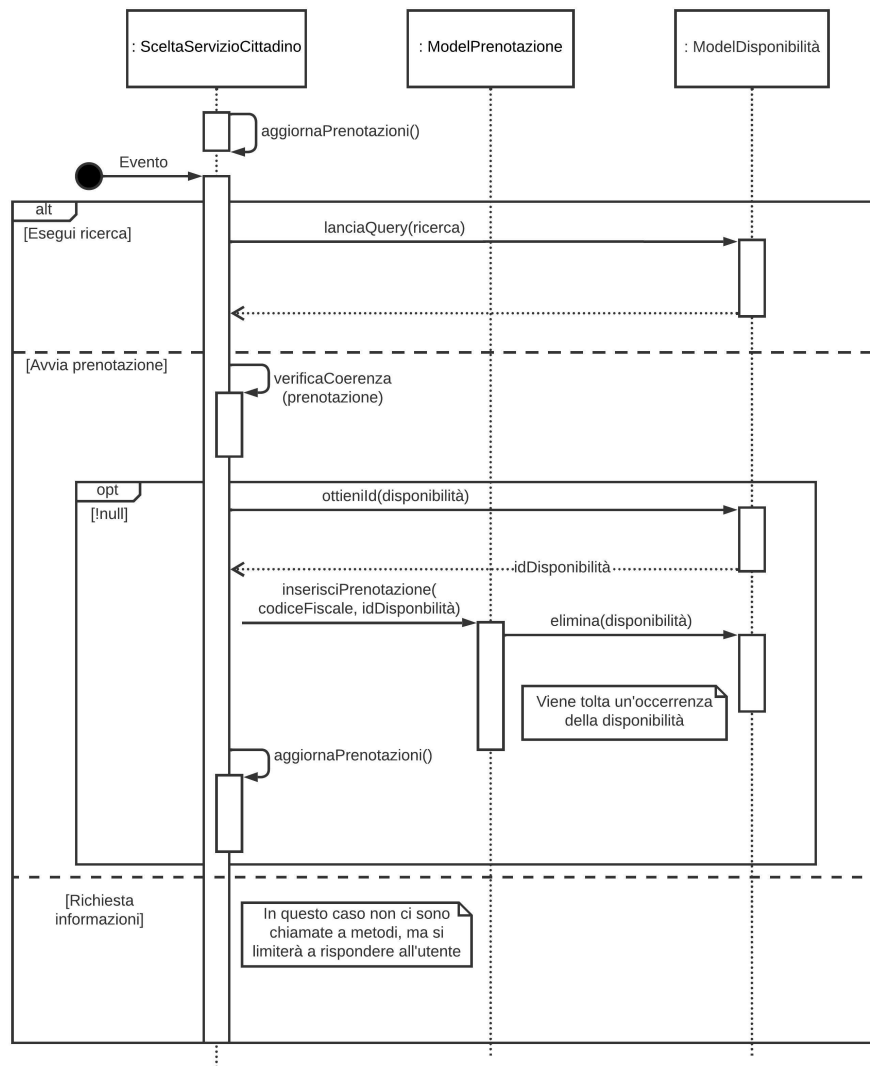 : SceltaServizioCittadino
: ModelPrenotazione
: ModelDisponibilità
aggiornaPrenotazioni()
Evento
alt
[Esegui ricerca]
lanciaQuery(ricerca)
[Avvia prenotazione]
verificaCoerenza
(prenotazione)
opt
[!null]
ottieniId(disponibilità)
idDisponibilità
inserisciPrenotazione(
codiceFiscale, idDisponbilità)
elimina(disponibilità)
Viene tolta un'occorrenza
della disponibilità
aggiornaPrenotazioni()
[Richiesta
informazioni]
In questo caso non ci sono
chiamate a metodi, ma si
limiterà a rispondere all'utente